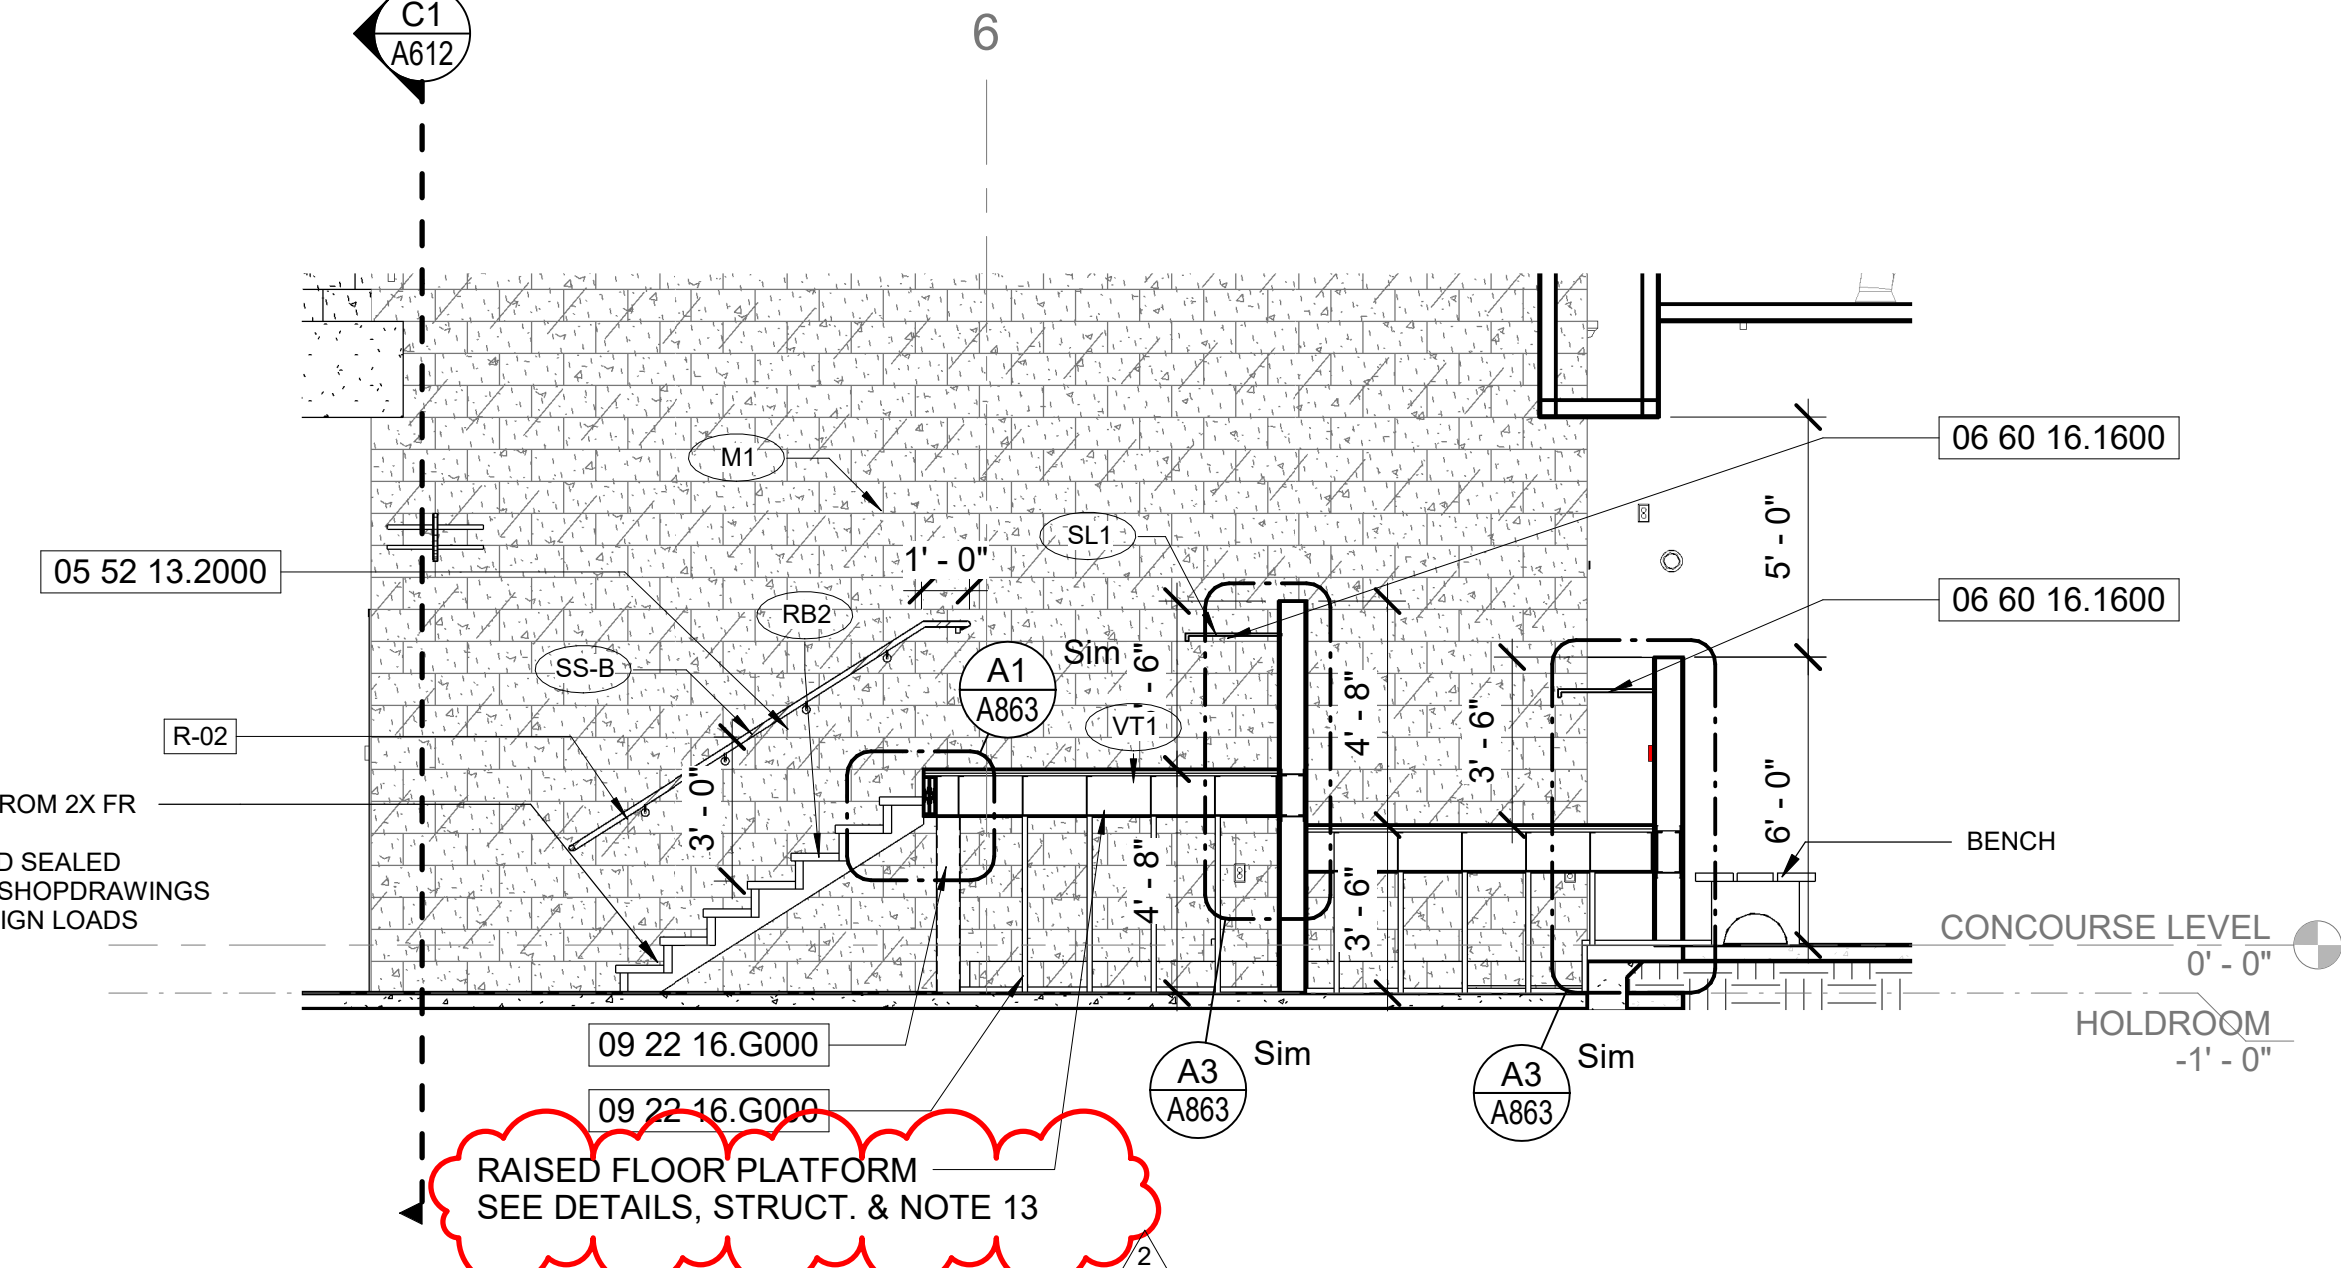 C1
A612
6
06 60 16.1600
M1
SL1
5' - 0"
1' - 0"
05 52 13.2000
06 60 16.1600
RB2
Sim
SS-B
A1
A863
- 6"
4' - 8"
VT1
3' - 6"
R-02
3' - 0"
6' - 0"
ROM 2X FR
BENCH
D SEALED
SHOPDRAWINGS
IGN LOADS
4' - 8"
3' - 6"
CONCOURSE LEVEL
0' - 0"
HOLDROOM
-1' - 0"
09 22 16.G000
Sim
Sim
A3
A863
A3
A863
09 22 16.G000
RAISED FLOOR PLATFORM
SEE DETAILS, STRUCT. & NOTE 13
2